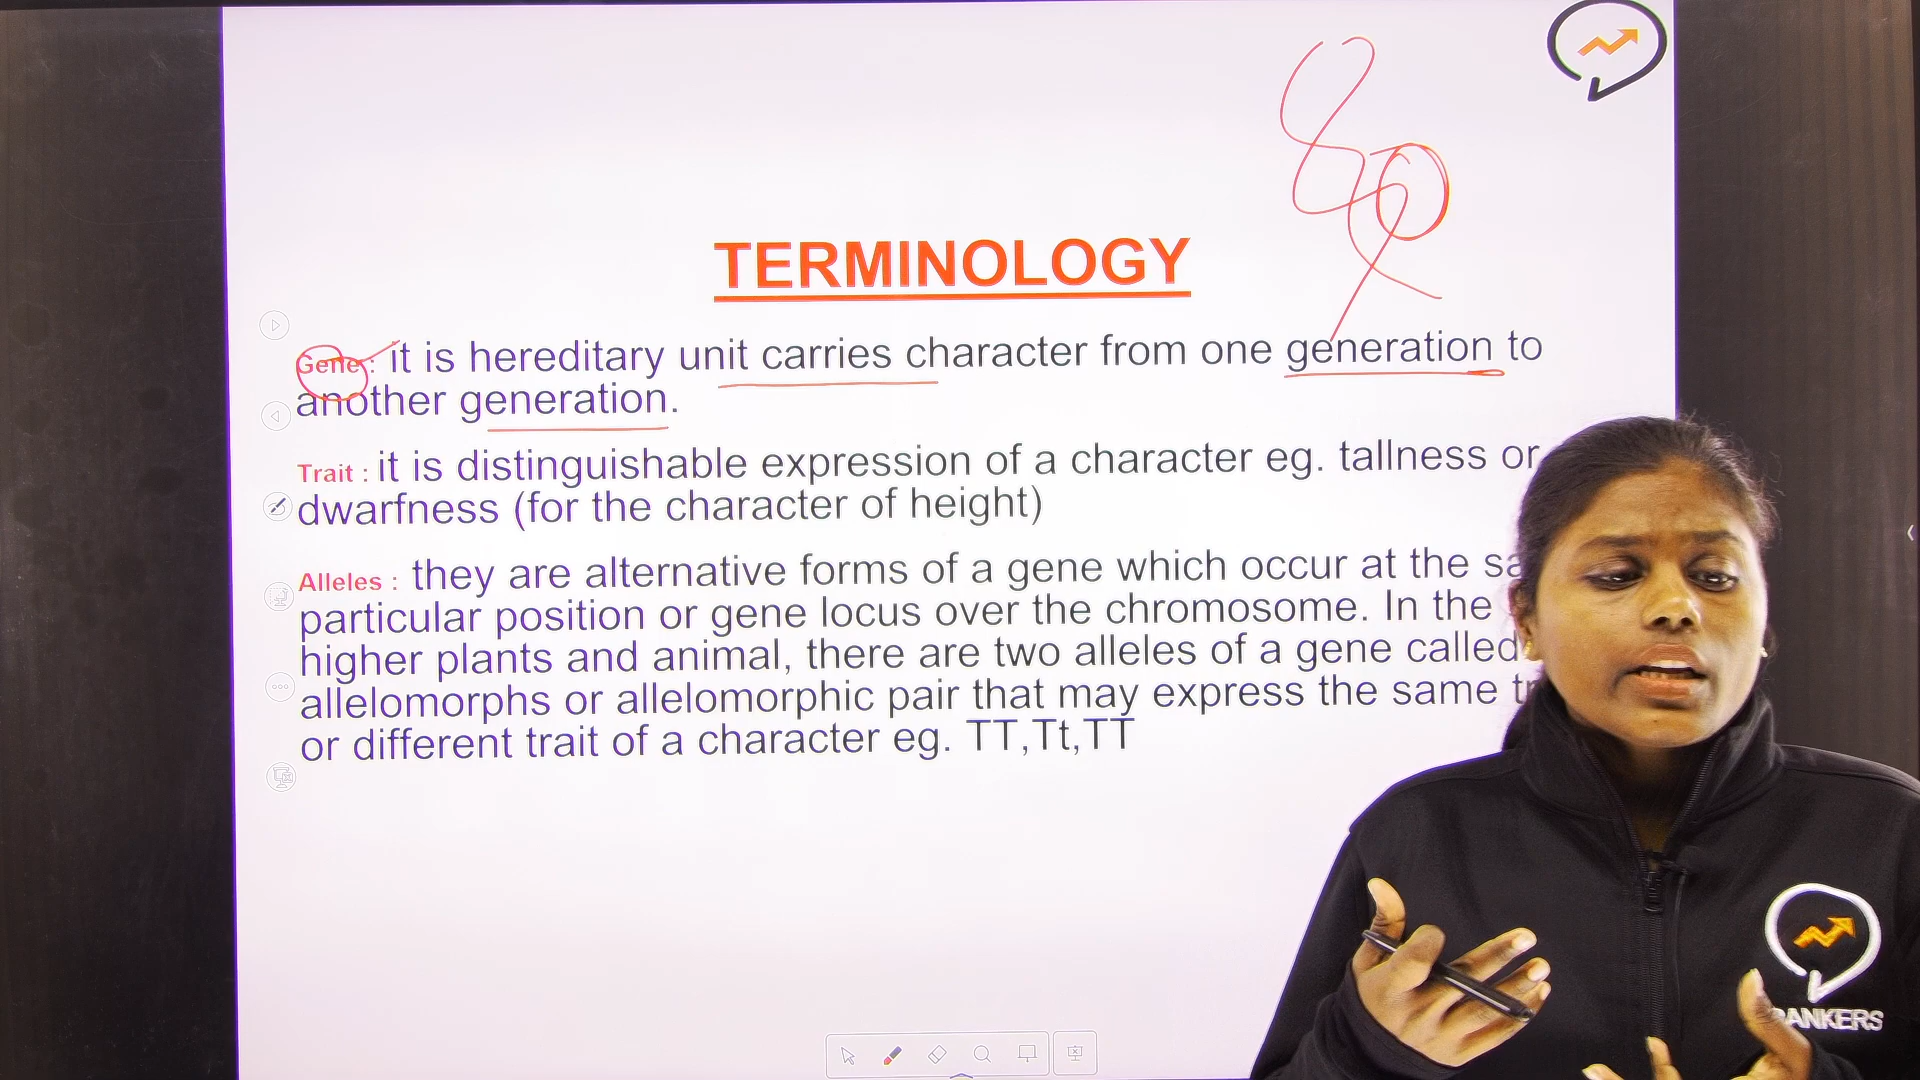 TERMINOLOGY
Gene : it is hereditary unit carries character from one generation to
another generation.
Trait : it is distinguishable expression of a character eg. tallness or
dwarfness (for the character of height)
Alleles : they are alternative forms of a gene which occur at the
particular position or gene locus over the chromosome. In the
higher plants and animal, there are two alleles of a gene called
allelomorphs or allelomorphic pair that may express the same
or different trait of a character eg. TT,Tt,TT
BANKERS